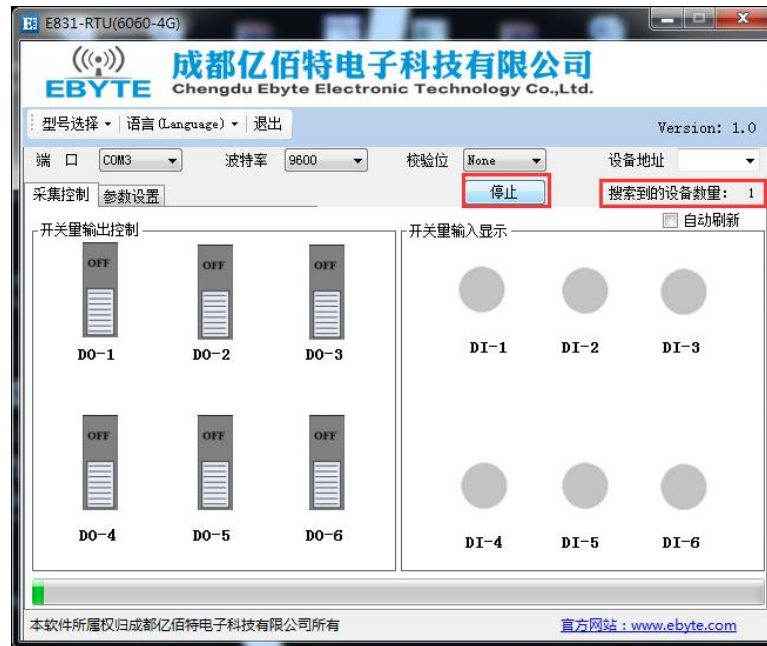 E831-RTU(6060-4G)
EBYTE
成都亿佰特电子科技有限公司
Chengdu Ebyte Electronic Technology Co.,Ltd.
型号选择 语言(Language) 退出 Version: 1.0
端 口 COM3 波特率 9600 校验位 None 设备地址
采集控制 参数设置 停止 搜索到的设备数量: 1
自动刷新
开关量输出控制 开关量输入显示
OFF OFF OFF
DO-1 DO-2 DO-3 DI-1 DI-2 DI-3
OFF OFF OFF
DO-4 DO-5 DO-6 DI-4 DI-5 DI-6
本软件所属权归成都亿佰特电子科技有限公司所有 官方网站：www.ebyte.com